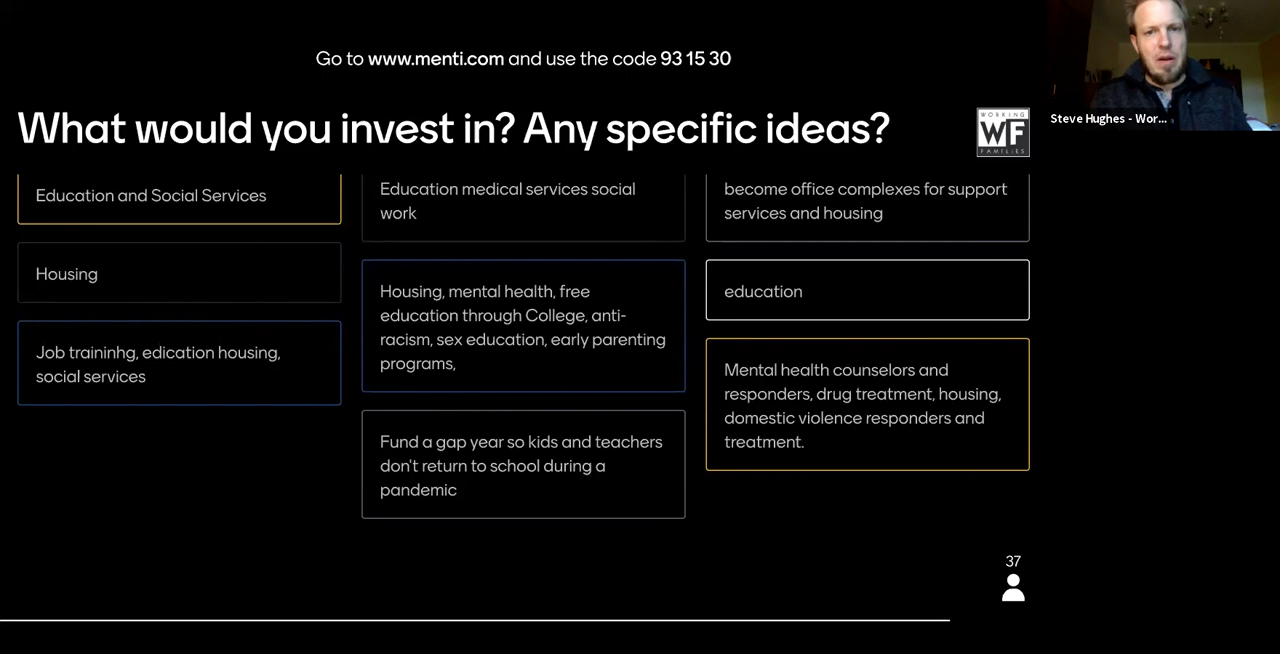 Go to www.menti.com and use the code 93 15 30
What would you invest in? Any specific ideas?
WORKING
WF
FAMILIES
Steve Hughes - Wor...
Education and Social Services
Housing
Job traininhg, edication housing,
social services
Education medical services social
work
Housing, mental health, free
education through College, anti-
racism, sex education, early parenting
programs,
Fund a gap year so kids and teachers
don't return to school during a
pandemic
become office complexes for support
services and housing
education
Mental health counselors and
responders, drug treatment, housing,
domestic violence responders and
treatment.
37